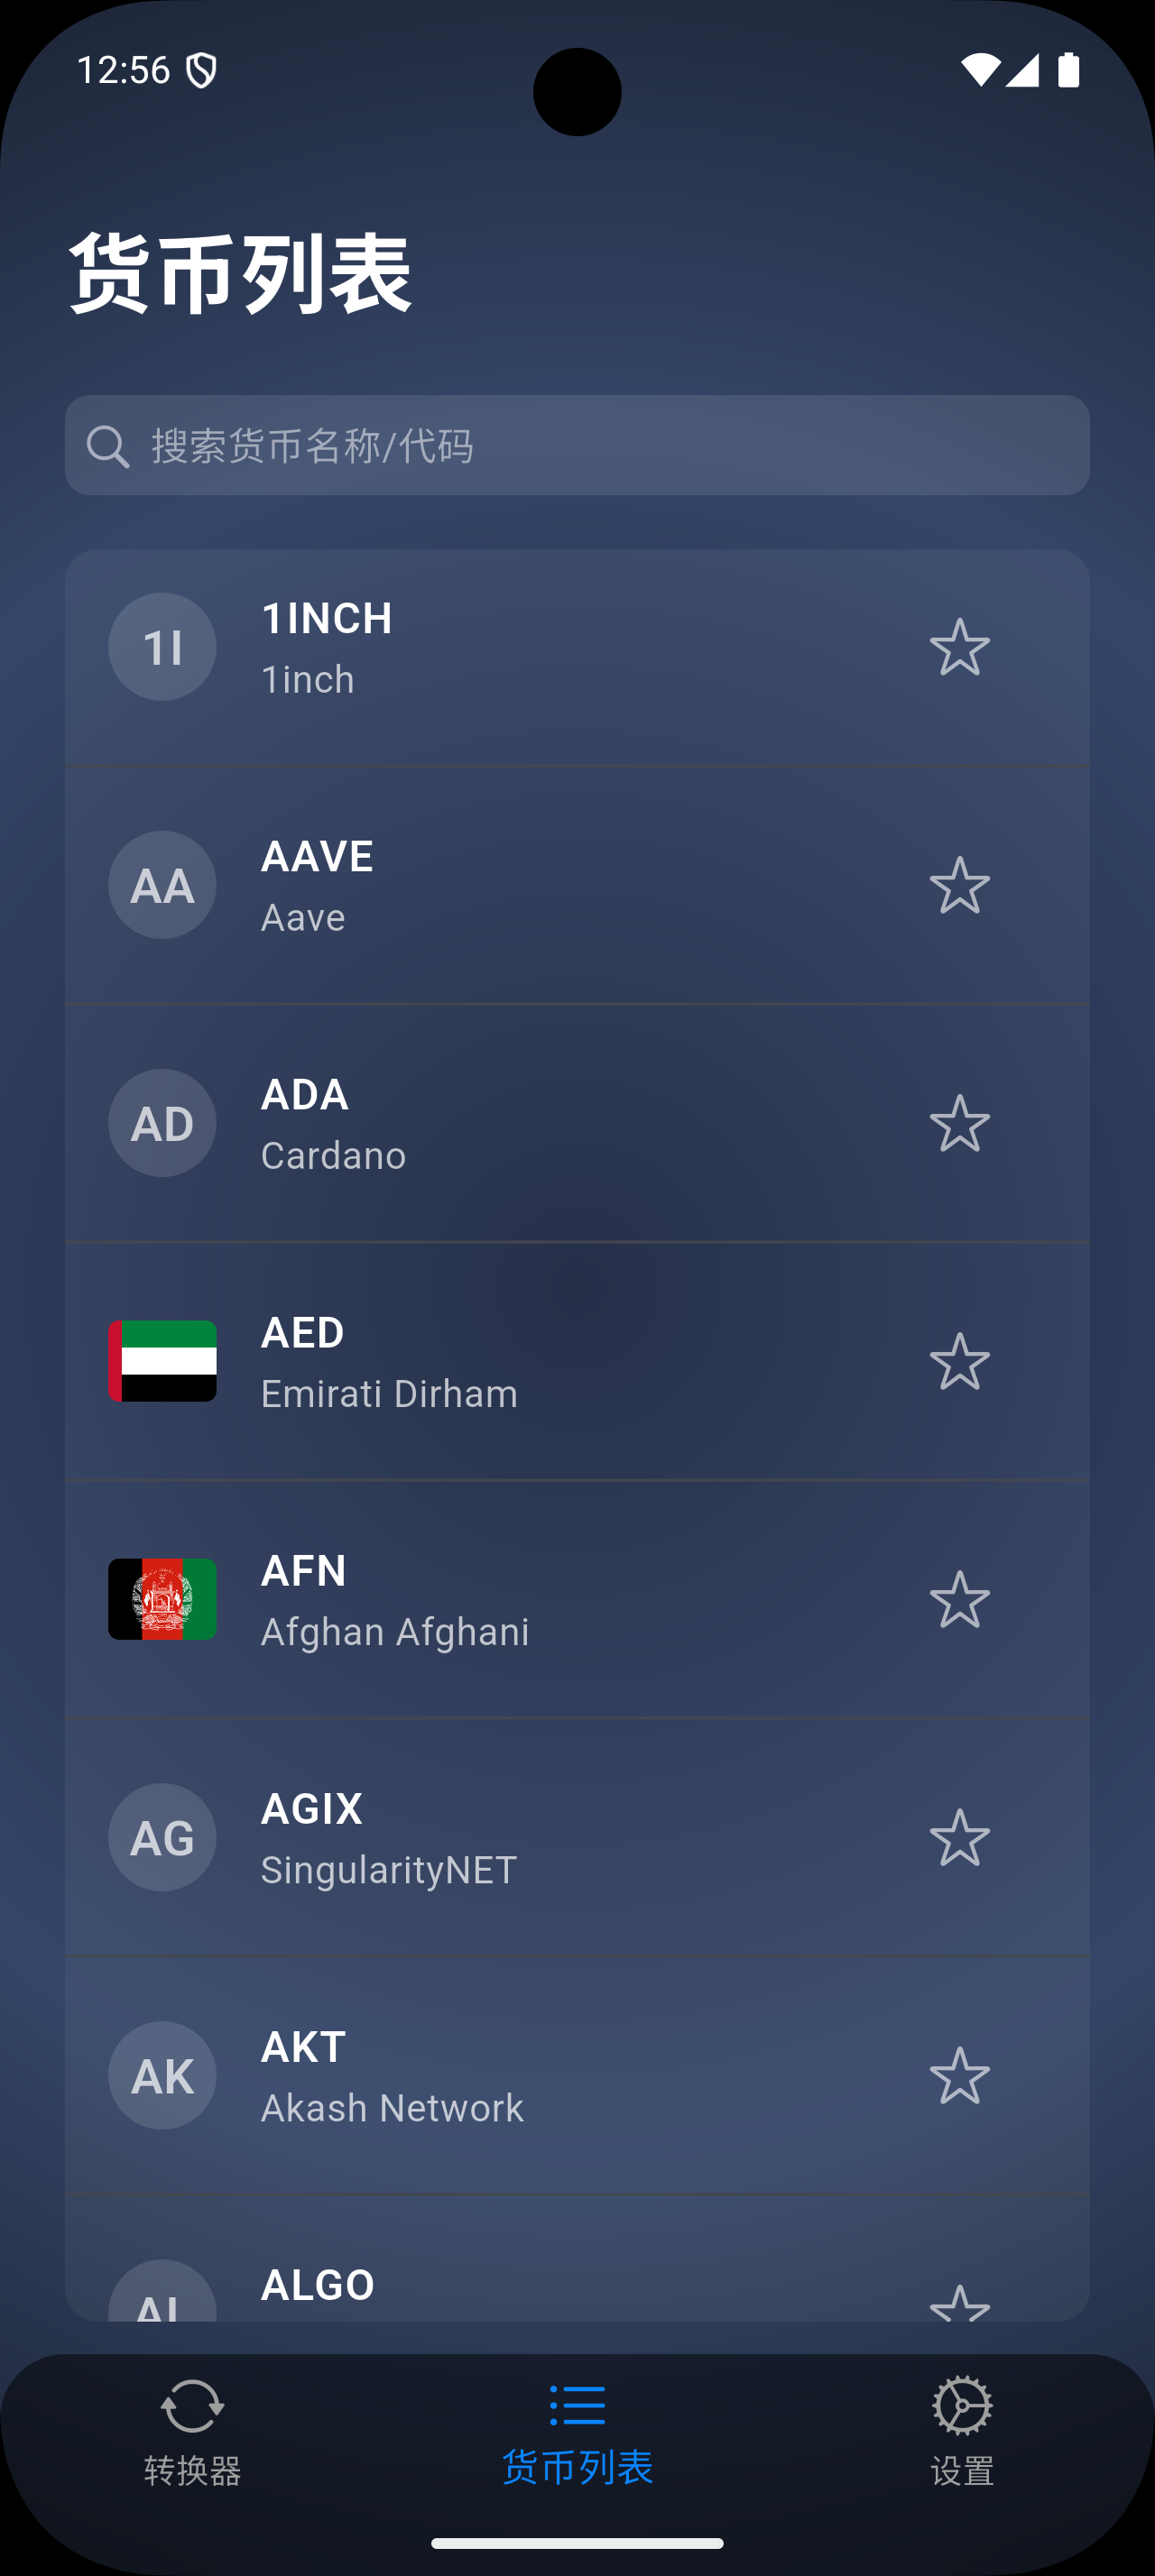 12:56
货币列表
搜索货币名称/代码
1I
1INCH
1inch
AA
AAVE
Aave
AD
ADA
Cardano
AED
Emirati Dirham
AFN
Afghan Afghani
AG
AGIX
SingularityNET
AK
AKT
Akash Network
AL
ALGO
转换器
货币列表
设置